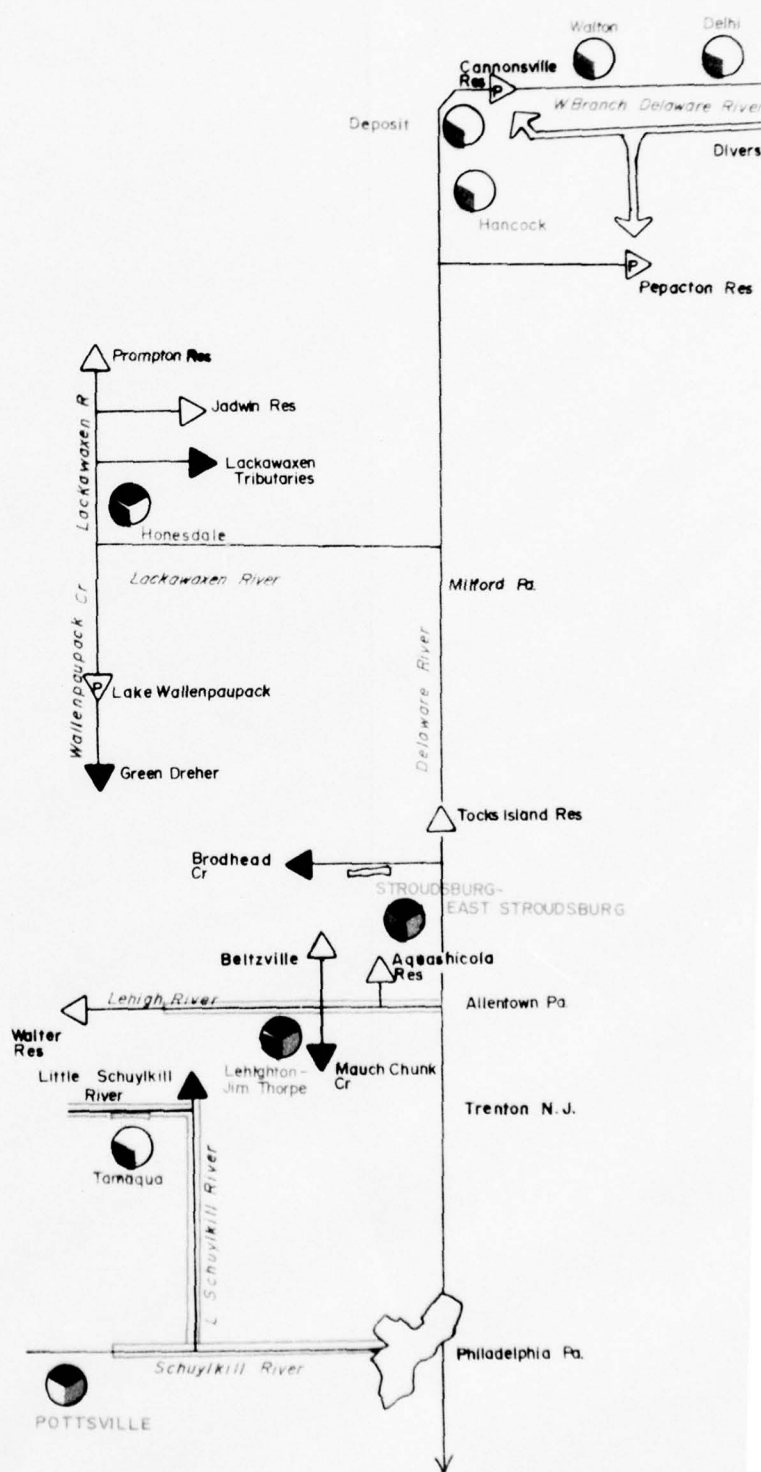 Walton
Delhi
Cannonsville
Res
P
W. Branch Delaware River
Deposit
Divers
Hancock
P
Pepacton Res
Prompton Res
Lackawaxen R
Jadwin Res
Lackawaxen
Tributaries
Honesdale
Lackawaxen River
Milford Pa.
Wallenpaupack Cr
P
Lake Wallenpaupack
Delaware River
Green Dreher
Tocks Island Res
Brodhead
Cr
STROUDSBURG-
EAST STROUDSBURG
Beltzville
Aquashicola
Res
Lehigh River
Allentown Pa.
Walter
Res
Lehighton-
Jim Thorpe
Mauch Chunk
Cr
Little Schuylkill
River
Trenton N.J.
Tamaqua
L Schuylkill River
Schuylkill River
Philadelphia Pa.
POTTSVILLE